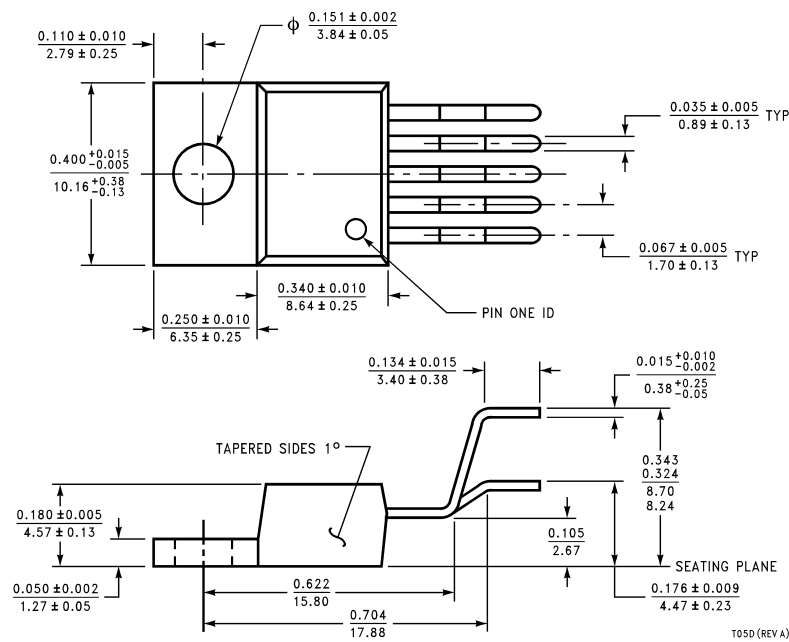 ϕ 0.151 ± 0.002
3.84 ± 0.05
0.110 ± 0.010
2.79 ± 0.25
0.035 ± 0.005
0.89 ± 0.13 TYP
0.400 +0.015 -0.005
10.16 +0.38 -0.13
0.067 ± 0.005
1.70 ± 0.13 TYP
0.340 ± 0.010
8.64 ± 0.25
PIN ONE ID
0.250 ± 0.010
6.35 ± 0.25
0.134 ± 0.015
3.40 ± 0.38
0.015 +0.010 -0.002
0.38 +0.25 -0.05
TAPERED SIDES 1°
0.343
0.324
8.70
8.24
0.180 ± 0.005
4.57 ± 0.13
0.105
2.67
SEATING PLANE
0.050 ± 0.002
1.27 ± 0.05
0.622
15.80
0.176 ± 0.009
4.47 ± 0.23
0.704
17.88
T05D (REV A)